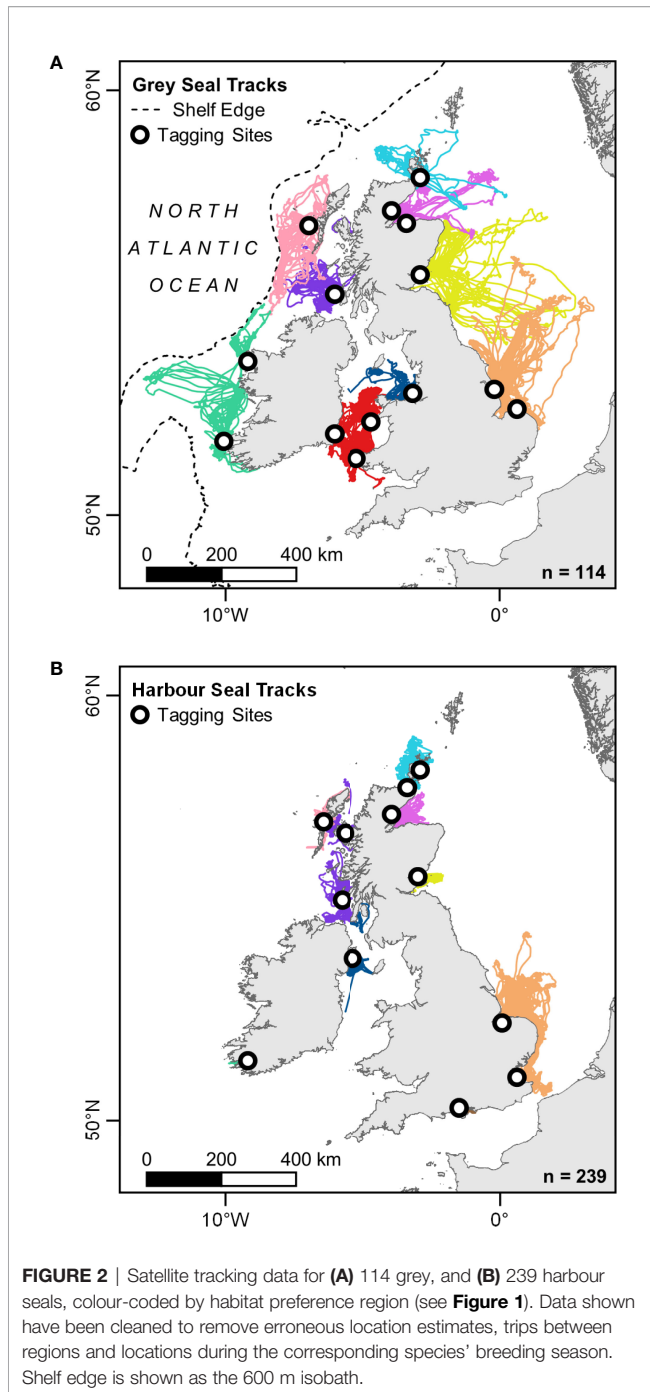 A
60°N
Grey Seal Tracks
Shelf Edge
Tagging Sites
NORTH
ATLANTIC
OCEAN
50°N
0 200 400 km
n = 114
10°W 0°
B
60°N
Harbour Seal Tracks
Tagging Sites
50°N
0 200 400 km
n = 239
10°W 0°
FIGURE 2 | Satellite tracking data for (A) 114 grey, and (B) 239 harbour
seals, colour-coded by habitat preference region (see Figure 1). Data shown
have been cleaned to remove erroneous location estimates, trips between
regions and locations during the corresponding species' breeding season.
Shelf edge is shown as the 600 m isobath.